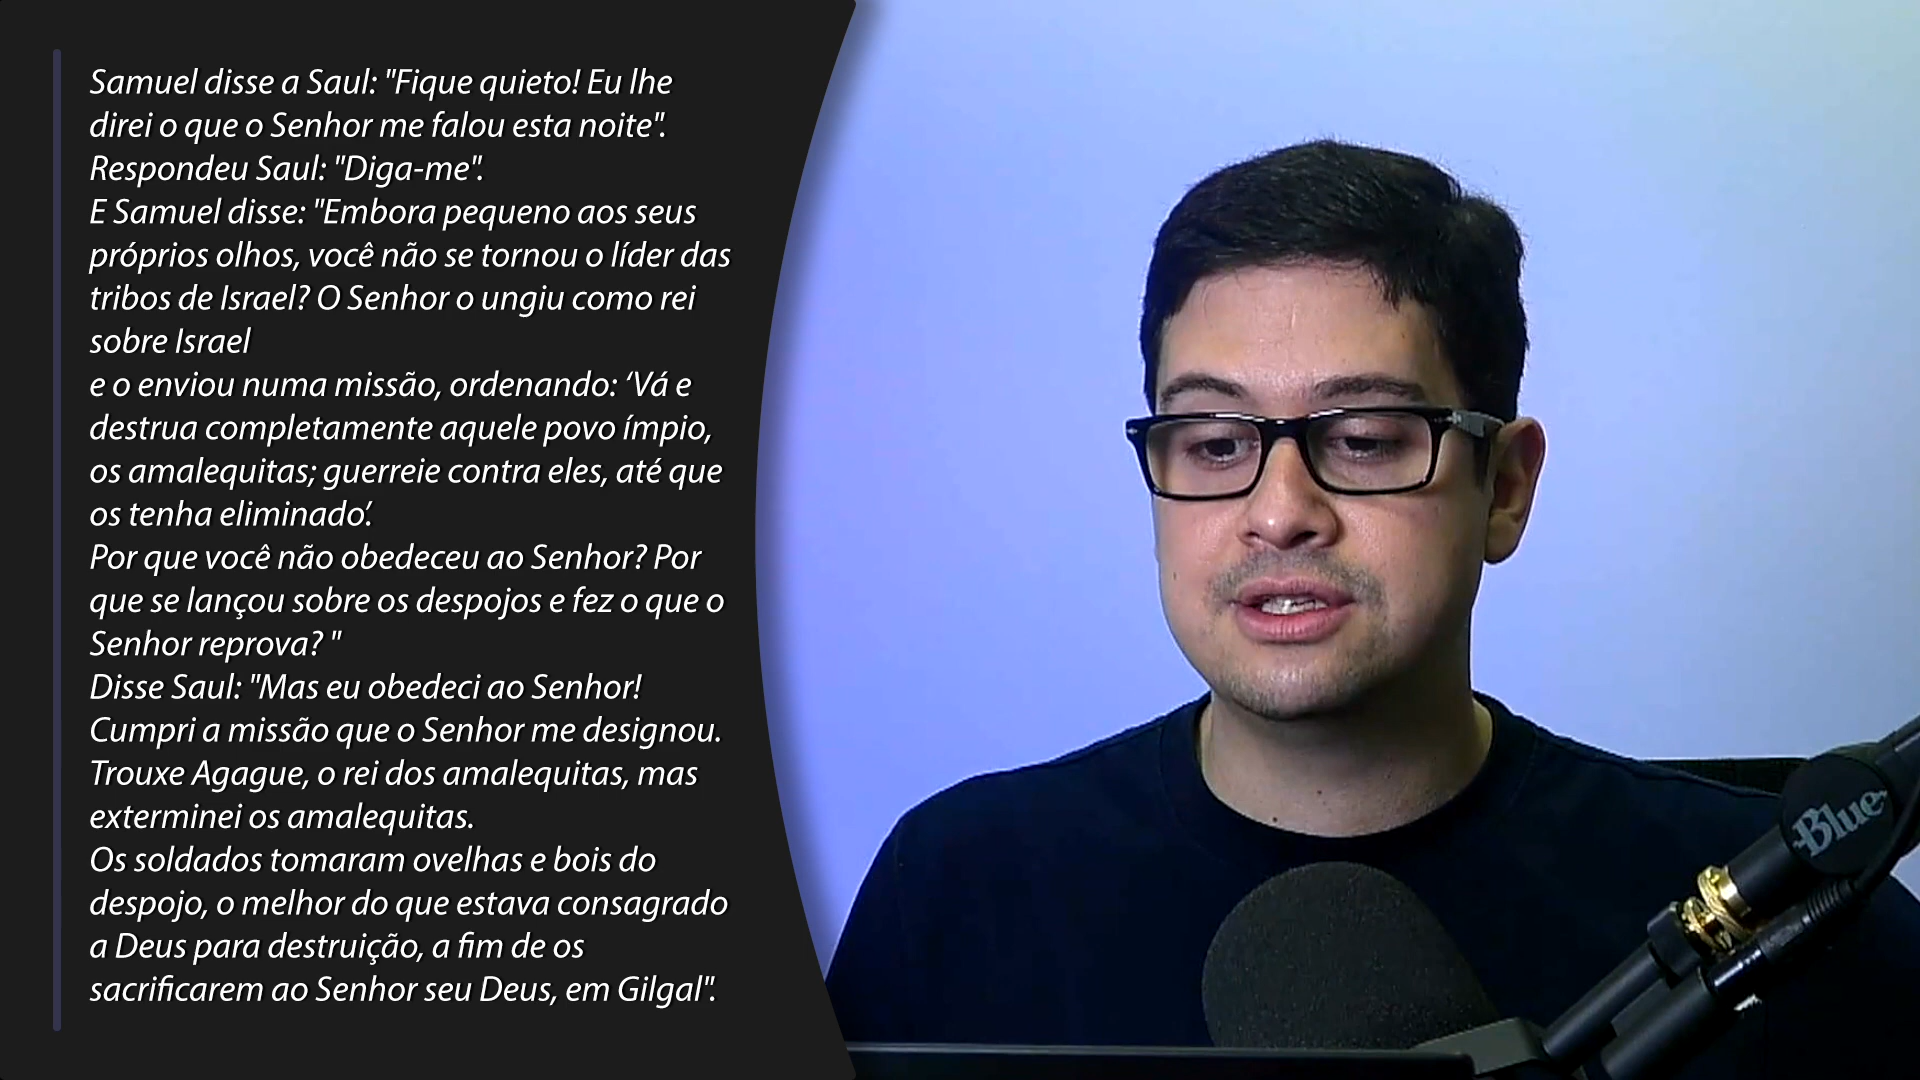 Samuel disse a Saul: "Fique quieto! Eu lhe
direi o que o Senhor me falou esta noite".
Respondeu Saul: "Diga-me".
E Samuel disse: "Embora pequeno aos seus
próprios olhos, você não se tornou o líder das
tribos de Israel? O Senhor o ungiu como rei
sobre Israel
e o enviou numa missão, ordenando: ‘Vá e
destrua completamente aquele povo ímpio,
os amalequitas; guerreie contra eles, até que
os tenha eliminado’.
Por que você não obedeceu ao Senhor? Por
que se lançou sobre os despojos e fez o que o
Senhor reprova? "
Disse Saul: "Mas eu obedeci ao Senhor!
Cumpri a missão que o Senhor me designou.
Trouxe Agague, o rei dos amalequitas, mas
exterminei os amalequitas.
Os soldados tomaram ovelhas e bois do
despojo, o melhor do que estava consagrado
a Deus para destruição, a fim de os
sacrificarem ao Senhor seu Deus, em Gilgal".
Blue